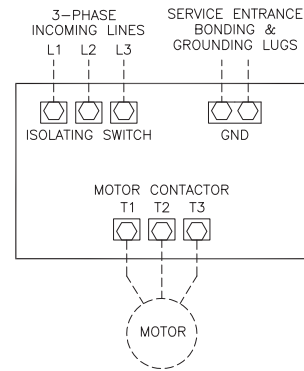 3-PHASE
INCOMING LINES
L1 L2 L3
SERVICE ENTRANCE
BONDING &
GROUNDING LUGS
ISOLATING SWITCH
GND
MOTOR CONTACTOR
T1 T2 T3
MOTOR